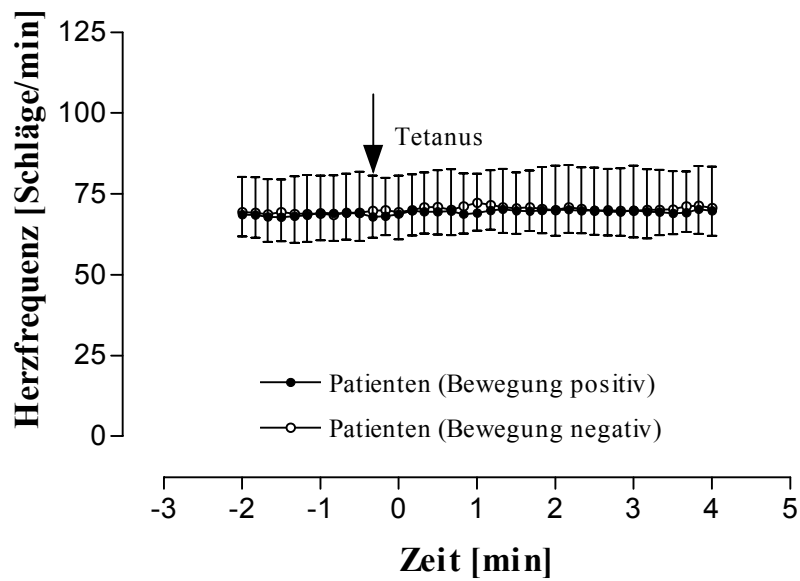 Herzfrequenz [Schläge/min]
125
100
75
50
25
0
Tetanus
Patienten (Bewegung positiv)
Patienten (Bewegung negativ)
-3 -2 -1 0 1 2 3 4 5
Zeit [min]